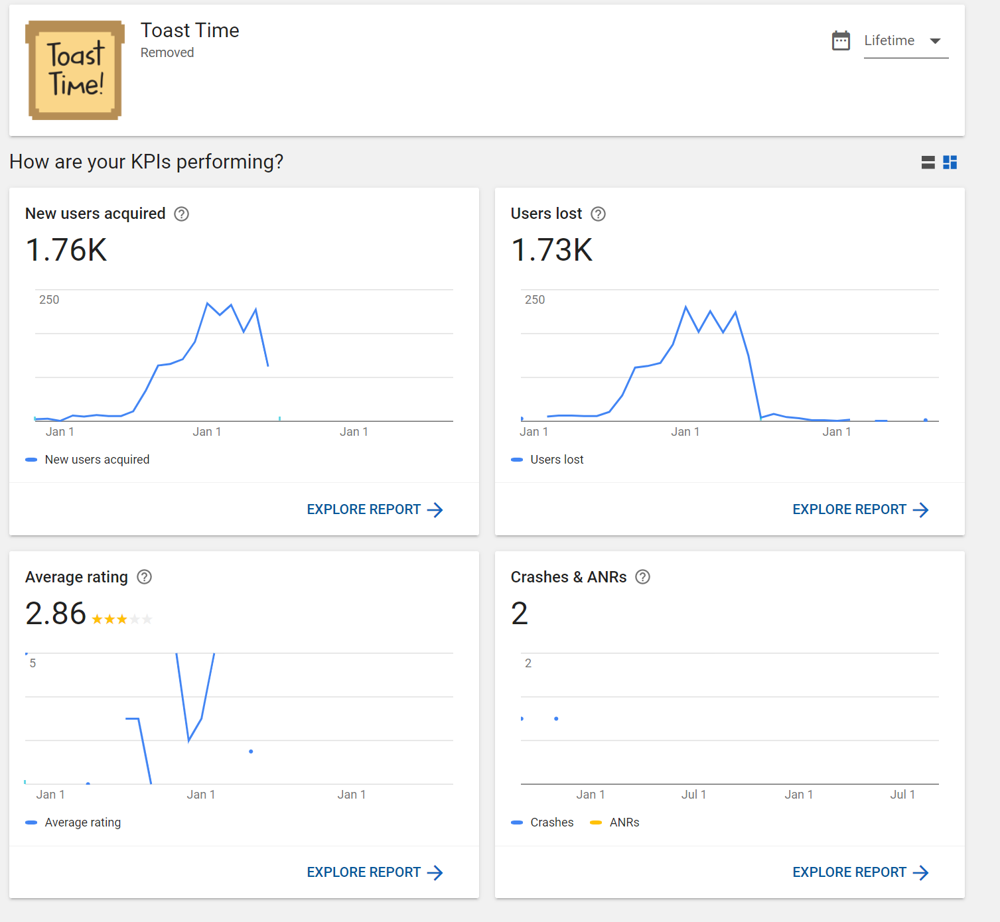 Toast
Time!
Toast Time
Removed
Lifetime
How are your KPIs performing?
New users acquired
1.76K
250
Jan 1 Jan 1 Jan 1
New users acquired
EXPLORE REPORT
Users lost
1.73K
250
Jan 1 Jan 1 Jan 1
Users lost
EXPLORE REPORT
Average rating
2.86
5
Jan 1 Jan 1 Jan 1
Average rating
EXPLORE REPORT
Crashes & ANRs
2
2
Jan 1 Jul 1 Jan 1 Jul 1
Crashes ANRs
EXPLORE REPORT